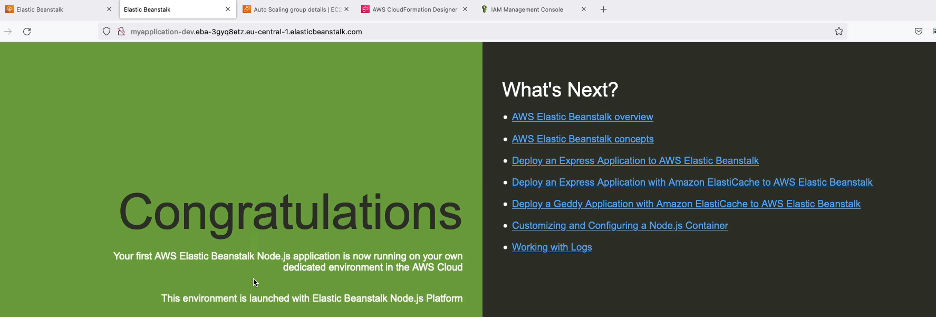 Elastic Beanstalk
Elastic Beanstalk
Auto Scaling group details | EC
AWS CloudFormation Designer
IAM Management Console
myapplication-dev.eba-3gyq8etz.eu-central-1.elasticbeanstalk.com
Congratulations
Your first AWS Elastic Beanstalk Node.js application is now running on your own
dedicated environment in the AWS Cloud
This environment is launched with Elastic Beanstalk Node.js Platform
What's Next?
AWS Elastic Beanstalk overview
AWS Elastic Beanstalk concepts
Deploy an Express Application to AWS Elastic Beanstalk
Deploy an Express Application with Amazon ElastiCache to AWS Elastic Beanstalk
Deploy a Geddy Application with Amazon ElastiCache to AWS Elastic Beanstalk
Customizing and Configuring a Node.js Container
Working with Logs